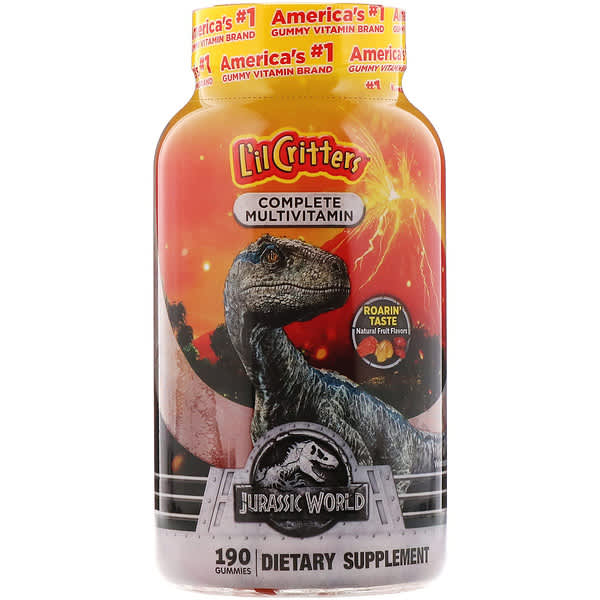 America's #1
GUMMY VITAMIN BRAND
America's #1
GUMMY VITAMIN BRAND
America's
#1
L'il Critters
COMPLETE
MULTIVITAMIN
ROARIN'
TASTE
Natural Fruit Flavors
JURASSIC WORLD
190
GUMMIES
DIETARY SUPPLEMENT